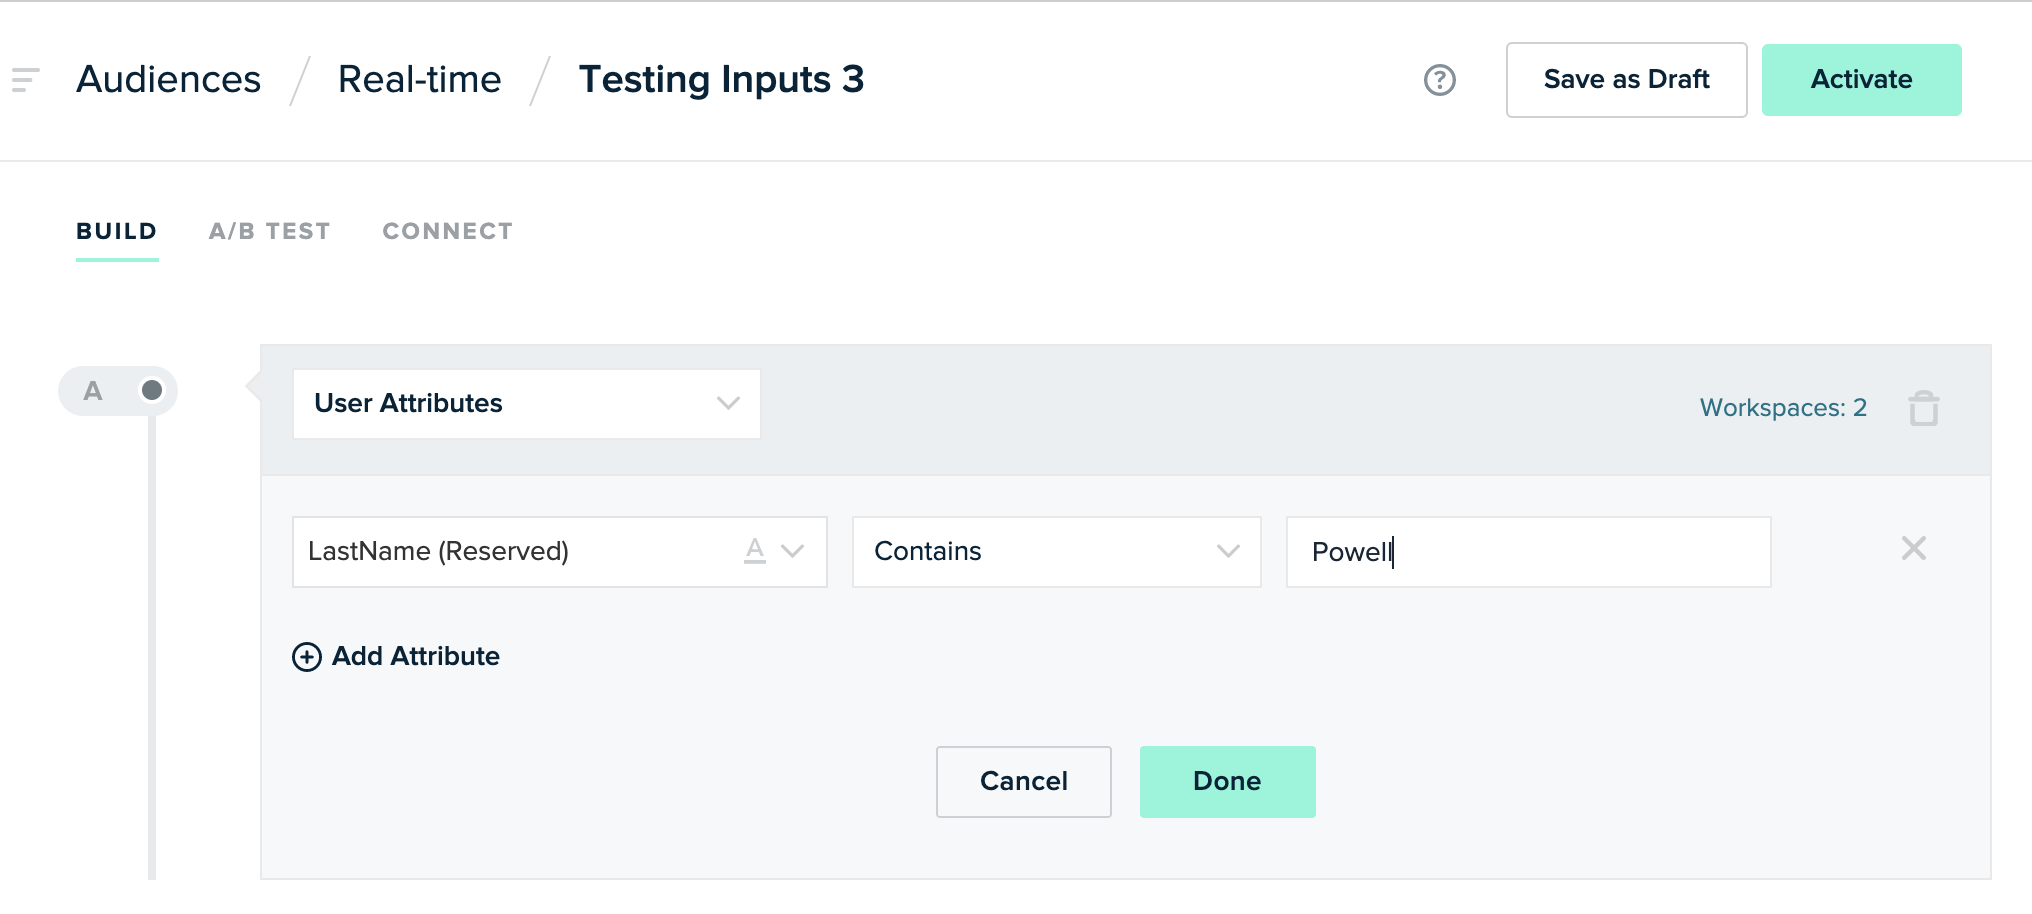 Audiences / Real-time / Testing Inputs 3
Save as Draft
Activate
BUILD
A/B TEST
CONNECT
A
User Attributes
Workspaces: 2
LastName (Reserved)
A
Contains
Powell
Add Attribute
Cancel
Done